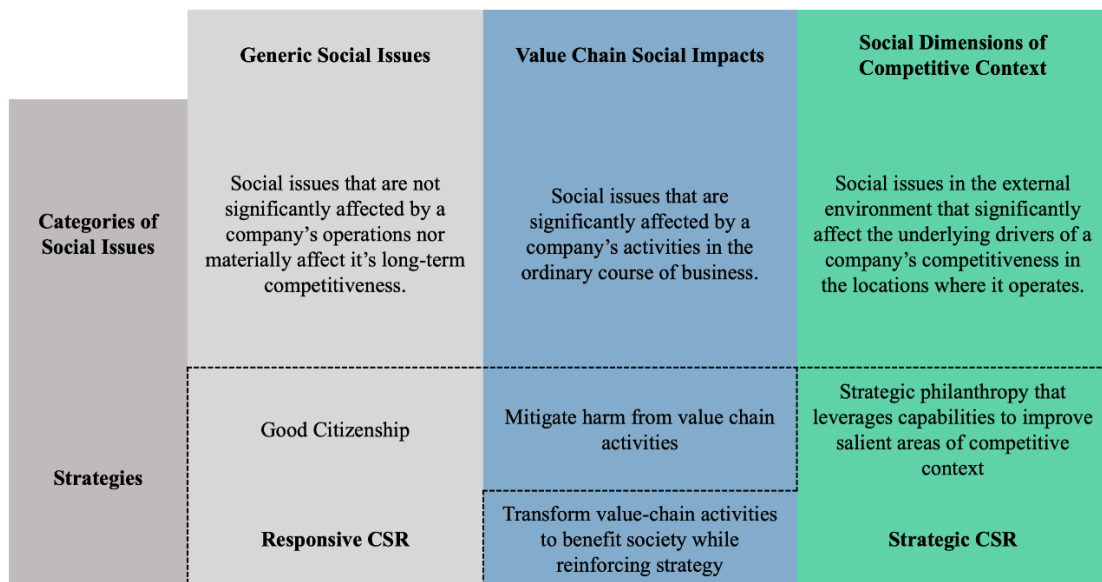 Generic Social Issues
Value Chain Social Impacts
Social Dimensions of
Competitive Context
Categories of
Social Issues
Social issues that are not
significantly affected by a
company’s operations nor
materially affect it’s long-term
competitiveness.
Social issues that are
significantly affected by a
company’s activities in the
ordinary course of business.
Social issues in the external
environment that significantly
affect the underlying drivers of a
company’s competitiveness in
the locations where it operates.
Strategies
Good Citizenship
Mitigate harm from value chain
activities
Strategic philanthropy that
leverages capabilities to improve
salient areas of competitive
context
Responsive CSR
Transform value-chain activities
to benefit society while
reinforcing strategy
Strategic CSR